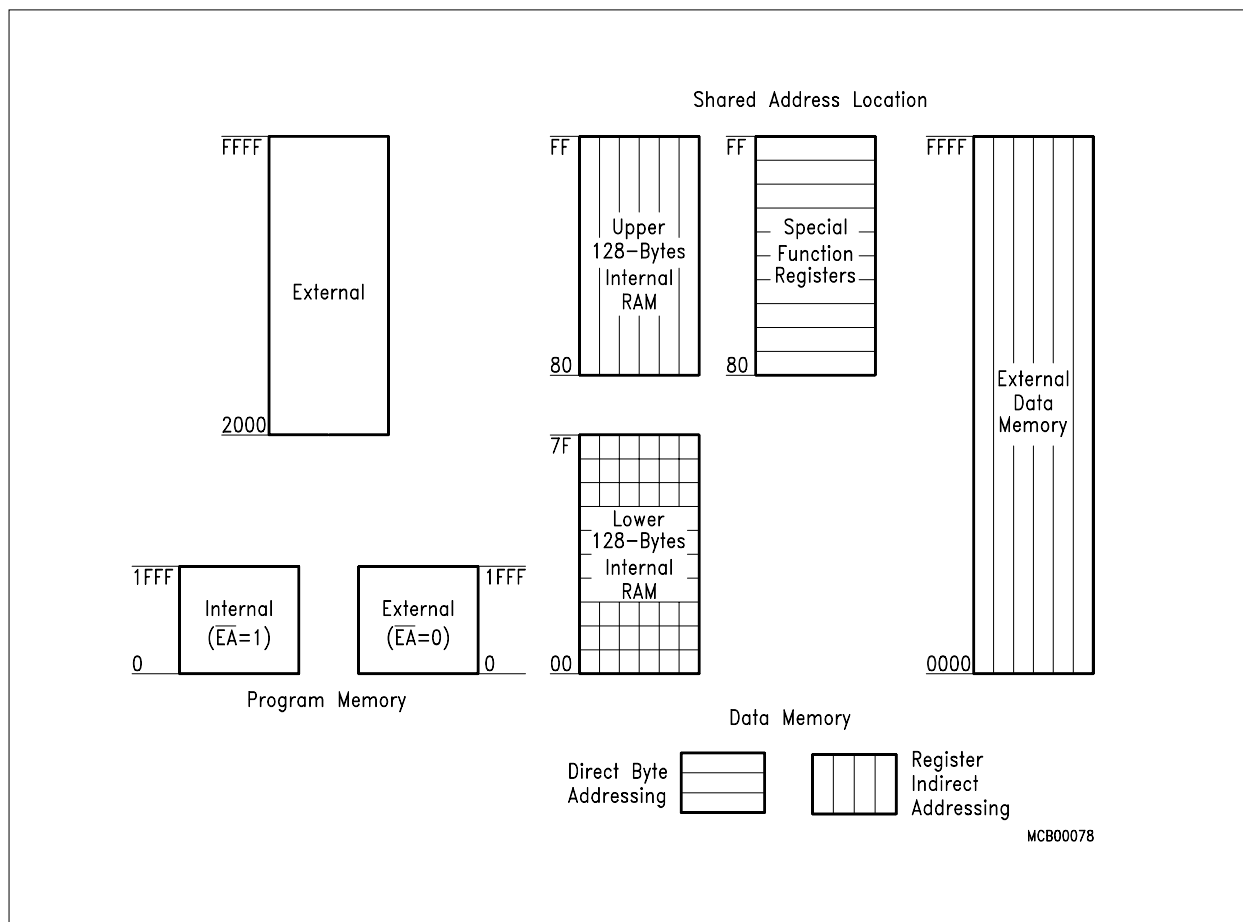 Shared Address Location
FFFF
External
2000
1FFF
Internal
(E̅A̅=1)
0
External
(E̅A̅=0)
1FFF
0
Program Memory
FF
Upper
128-Bytes
Internal
RAM
80
FF
Special
Function
Registers
80
7F
Lower
128-Bytes
Internal
RAM
00
FFFF
External
Data
Memory
0000
Data Memory
Direct Byte
Addressing
Register
Indirect
Addressing
MCB00078